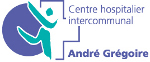 Centre hospitalier
intercommunal
André Grégoire